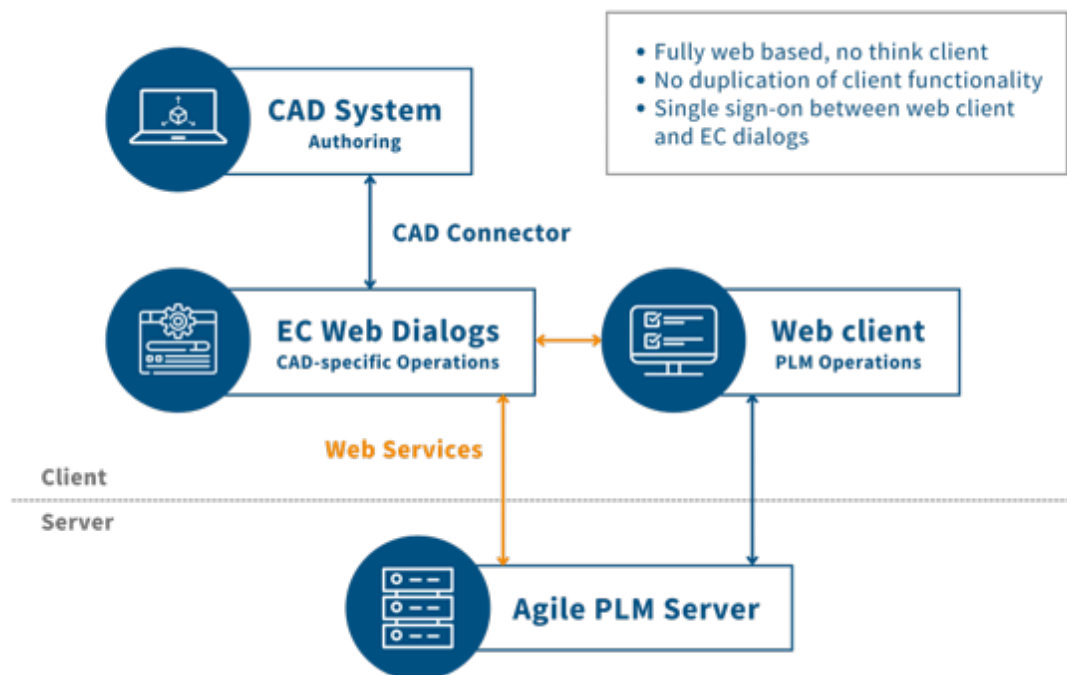 • Fully web based, no think client
• No duplication of client functionality
• Single sign-on between web client
and EC dialogs
CAD System
Authoring
CAD Connector
EC Web Dialogs
CAD-specific Operations
Web client
PLM Operations
Web Services
Client
Server
Agile PLM Server